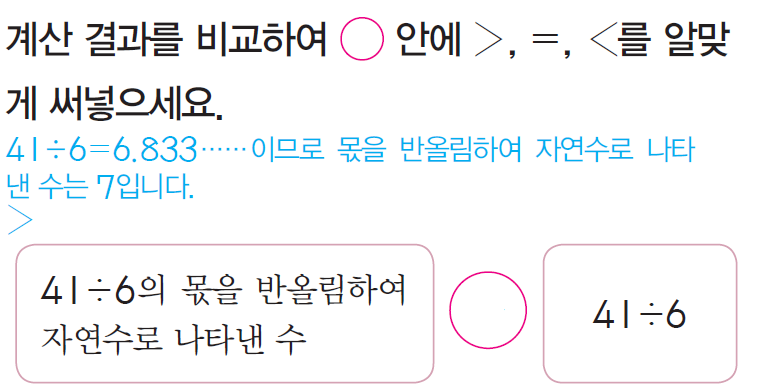 계산 결과를 비교하여 ○ 안에 >, =, <를 알맞
게 써넣으세요.
41÷6=6.833……이므로 몫을 반올림하여 자연수로 나타
낸 수는 7입니다.
>
41÷6의 몫을 반올림하여
자연수로 나타낸 수
41÷6